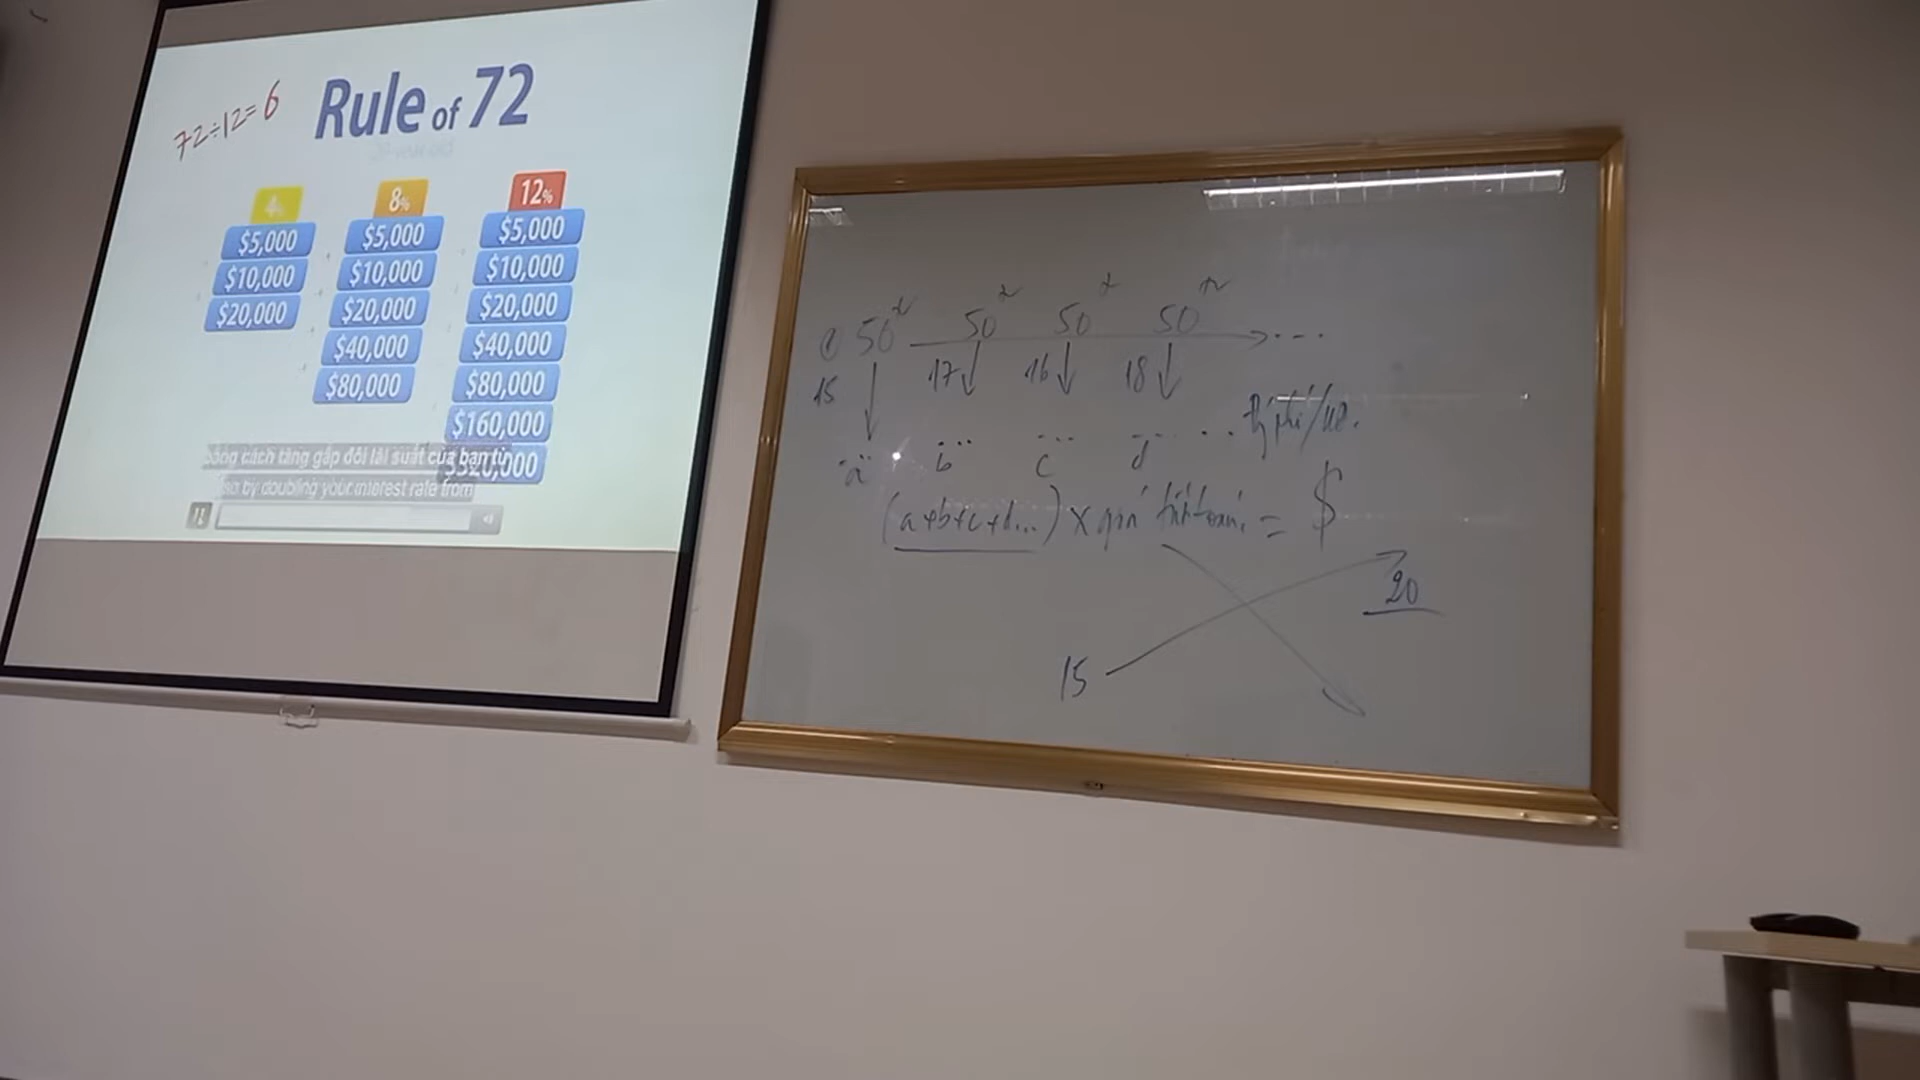 72÷12=6
Rule of 72
4% 8% 12%
$5,000 $5,000 $5,000
$10,000 $10,000 $10,000
$20,000 $20,000 $20,000
$40,000 $40,000
$80,000 $80,000
$160,000
$320,000
bằng cách tăng gấp đôi lãi suất của bạn từ
so by doubling your interest rate from
① 50 50 50 50 ...
15 17 16 18
a b c d ...
(a+b+c+d...) x = $
20
15